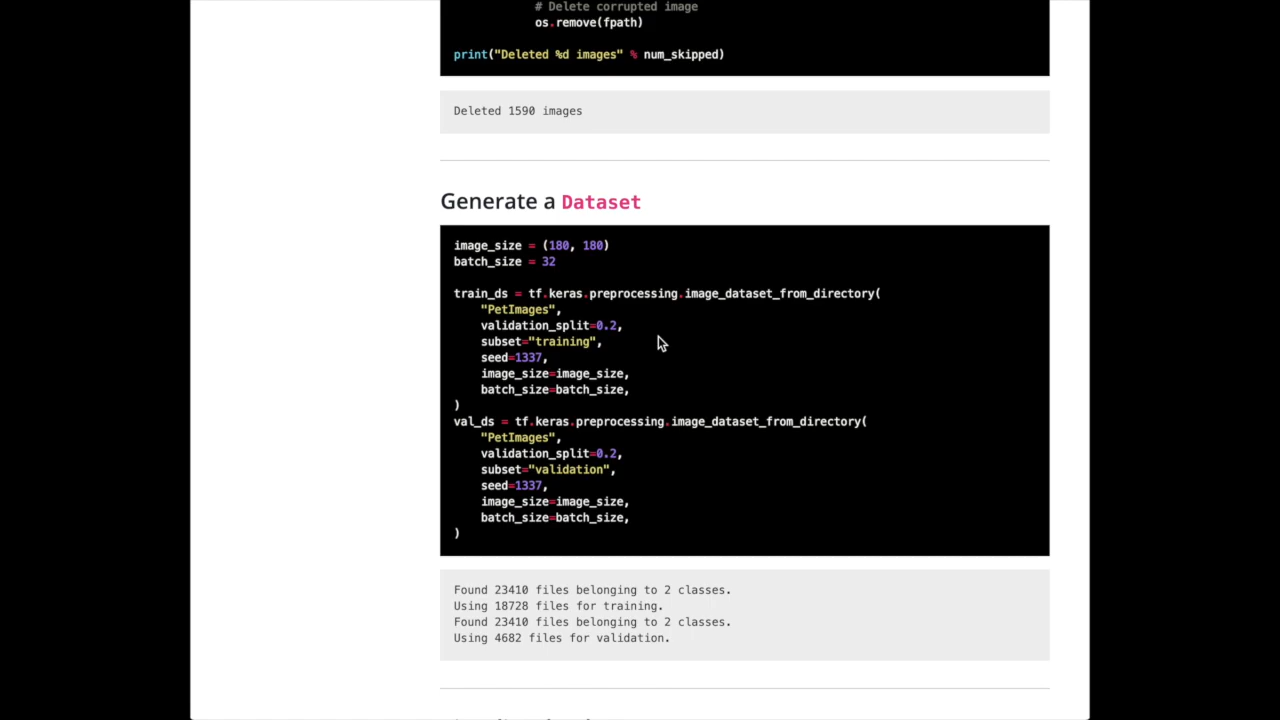 # Delete corrupted image
os.remove(fpath)
print("Deleted %d images" % num_skipped)
Deleted 1590 images
Generate a Dataset
image_size = (180, 180)
batch_size = 32
train_ds = tf.keras.preprocessing.image_dataset_from_directory(
"PetImages",
validation_split=0.2,
subset="training",
seed=1337,
image_size=image_size,
batch_size=batch_size,
)
val_ds = tf.keras.preprocessing.image_dataset_from_directory(
"PetImages",
validation_split=0.2,
subset="validation",
seed=1337,
image_size=image_size,
batch_size=batch_size,
)
Found 23410 files belonging to 2 classes.
Using 18728 files for training.
Found 23410 files belonging to 2 classes.
Using 4682 files for validation.